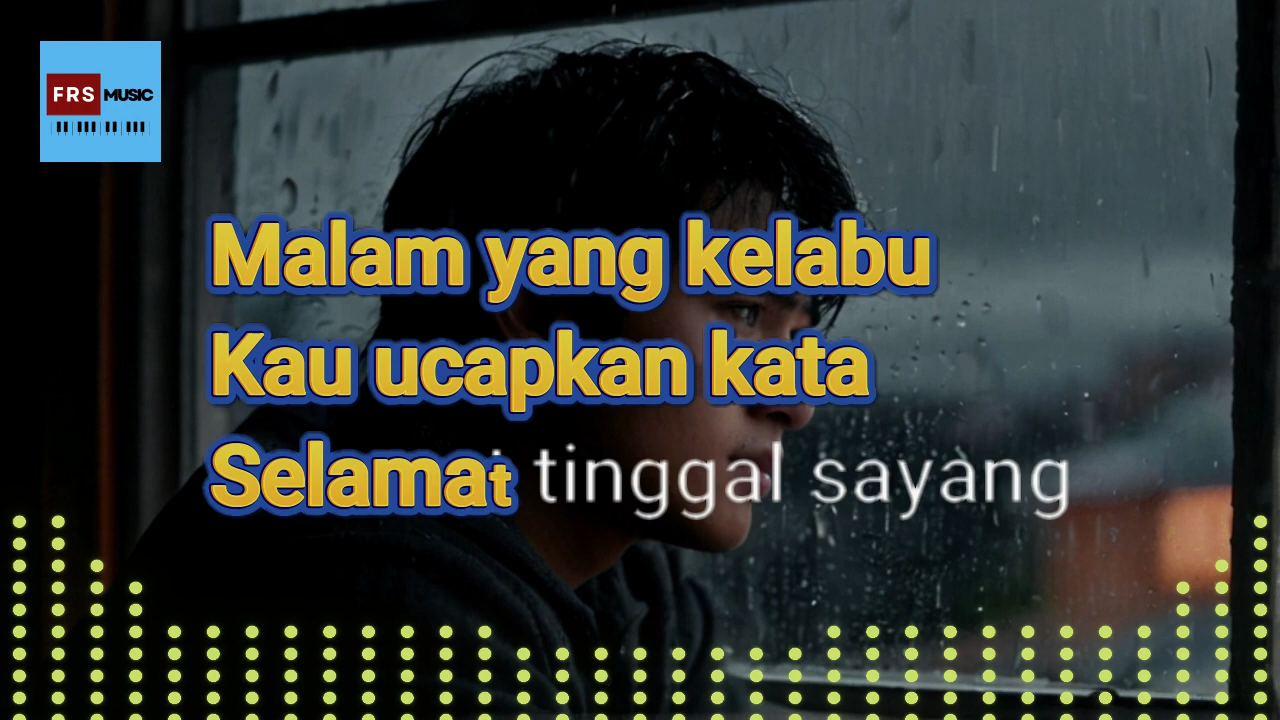 FRS MUSIC
Malam yang kelabu
Kau ucapkan kata
Selamat tinggal sayang